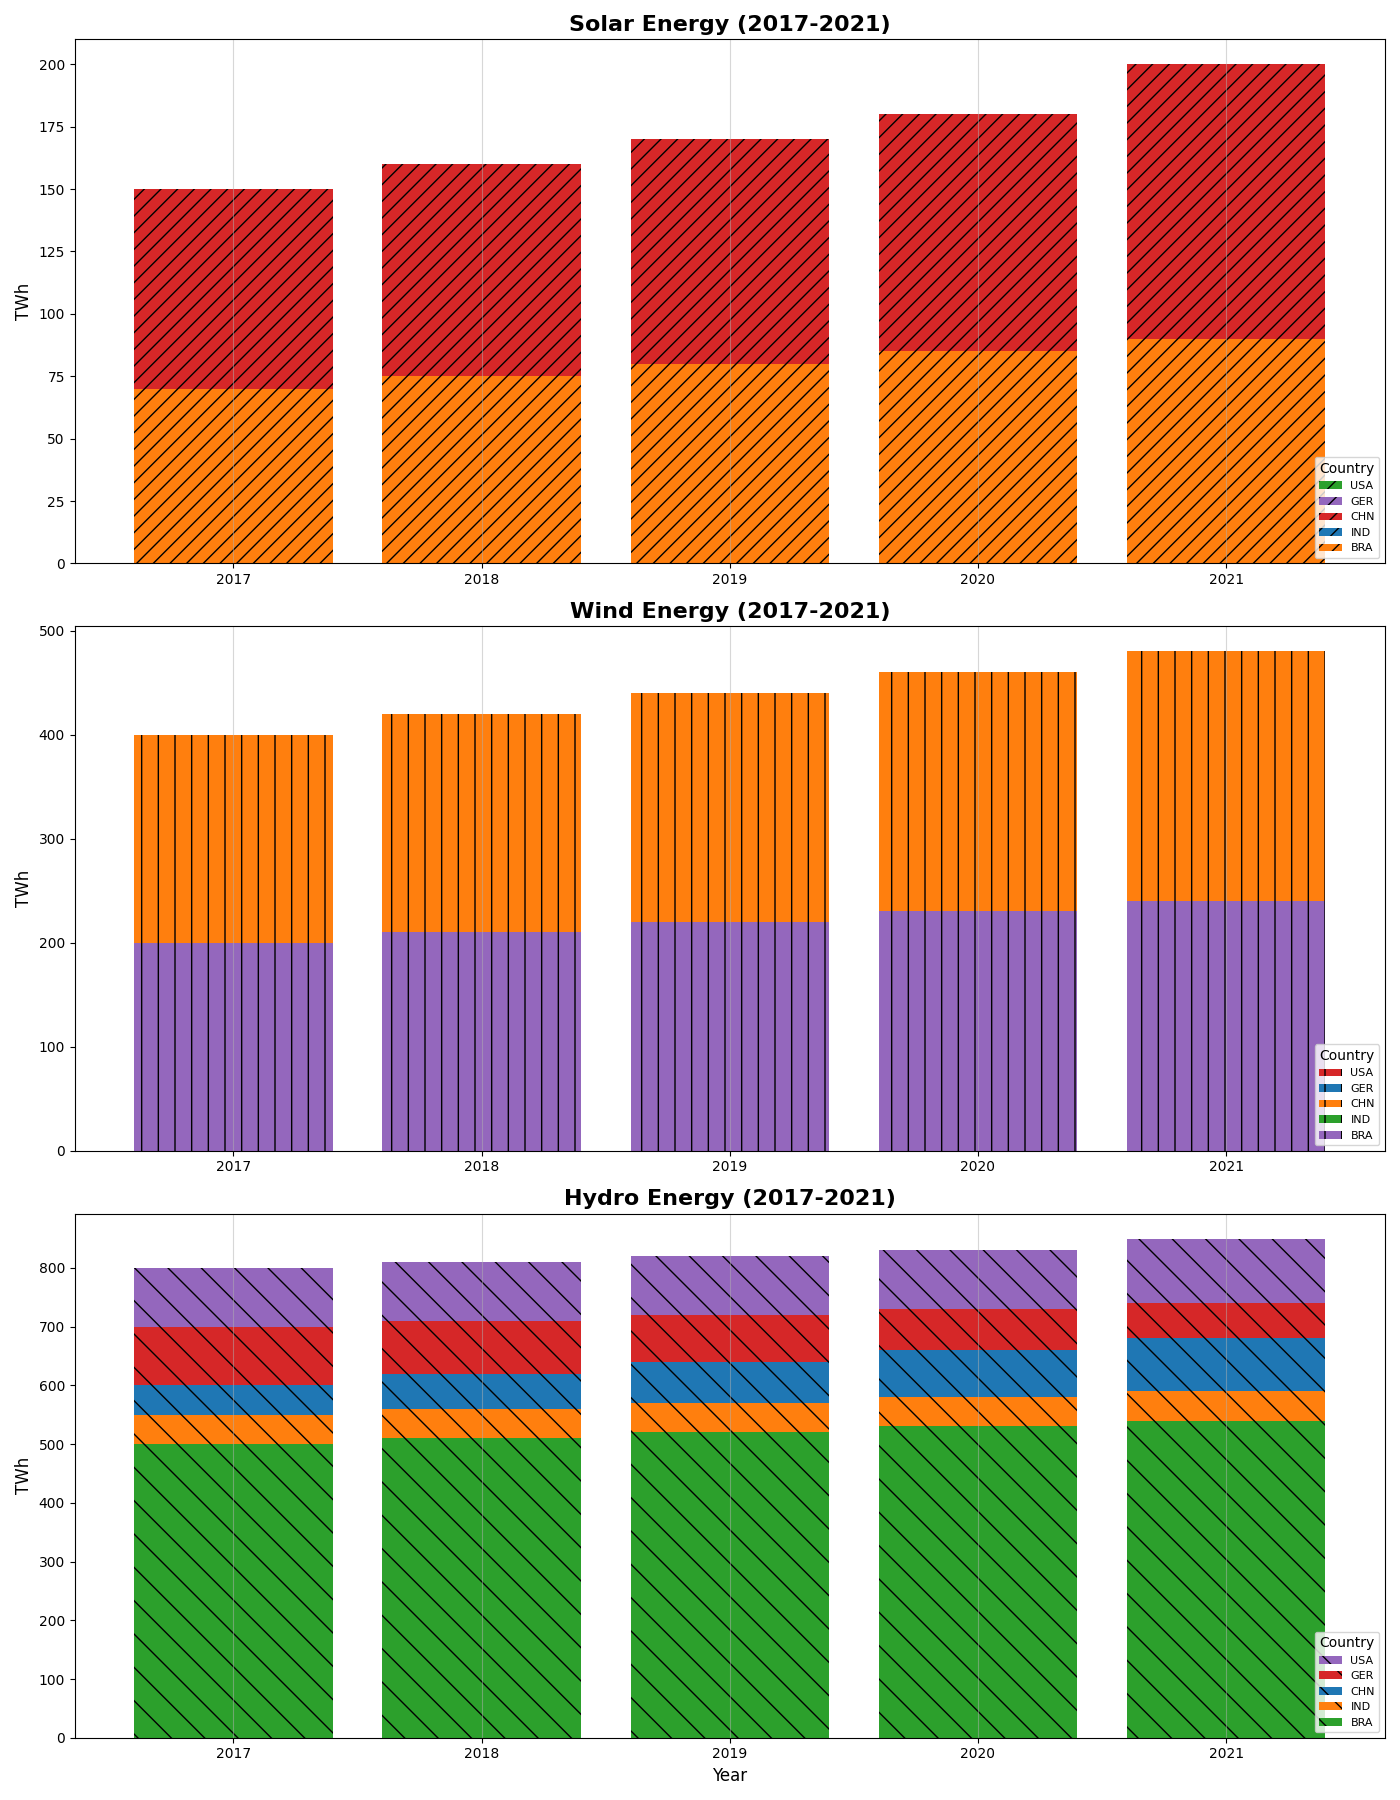 Solar Energy (2017-2021)
200
175
150
125
100
75
50
25
0
TWh
2017 2018 2019 2020 2021
Country
USA
GER
CHN
IND
BRA
Wind Energy (2017-2021)
500
400
300
200
100
0
TWh
2017 2018 2019 2020 2021
Country
USA
GER
CHN
IND
BRA
Hydro Energy (2017-2021)
800
700
600
500
400
300
200
100
0
TWh
2017 2018 2019 2020 2021
Year
Country
USA
GER
CHN
IND
BRA